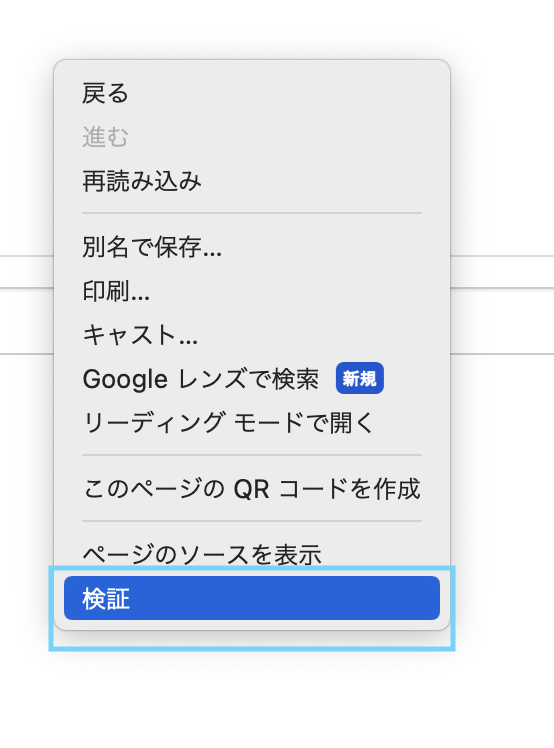 戻る
進む
再読み込み
別名で保存...
印刷...
キャスト...
Google レンズで検索 新規
リーディング モードで開く
このページの QR コードを作成
ページのソースを表示
検証